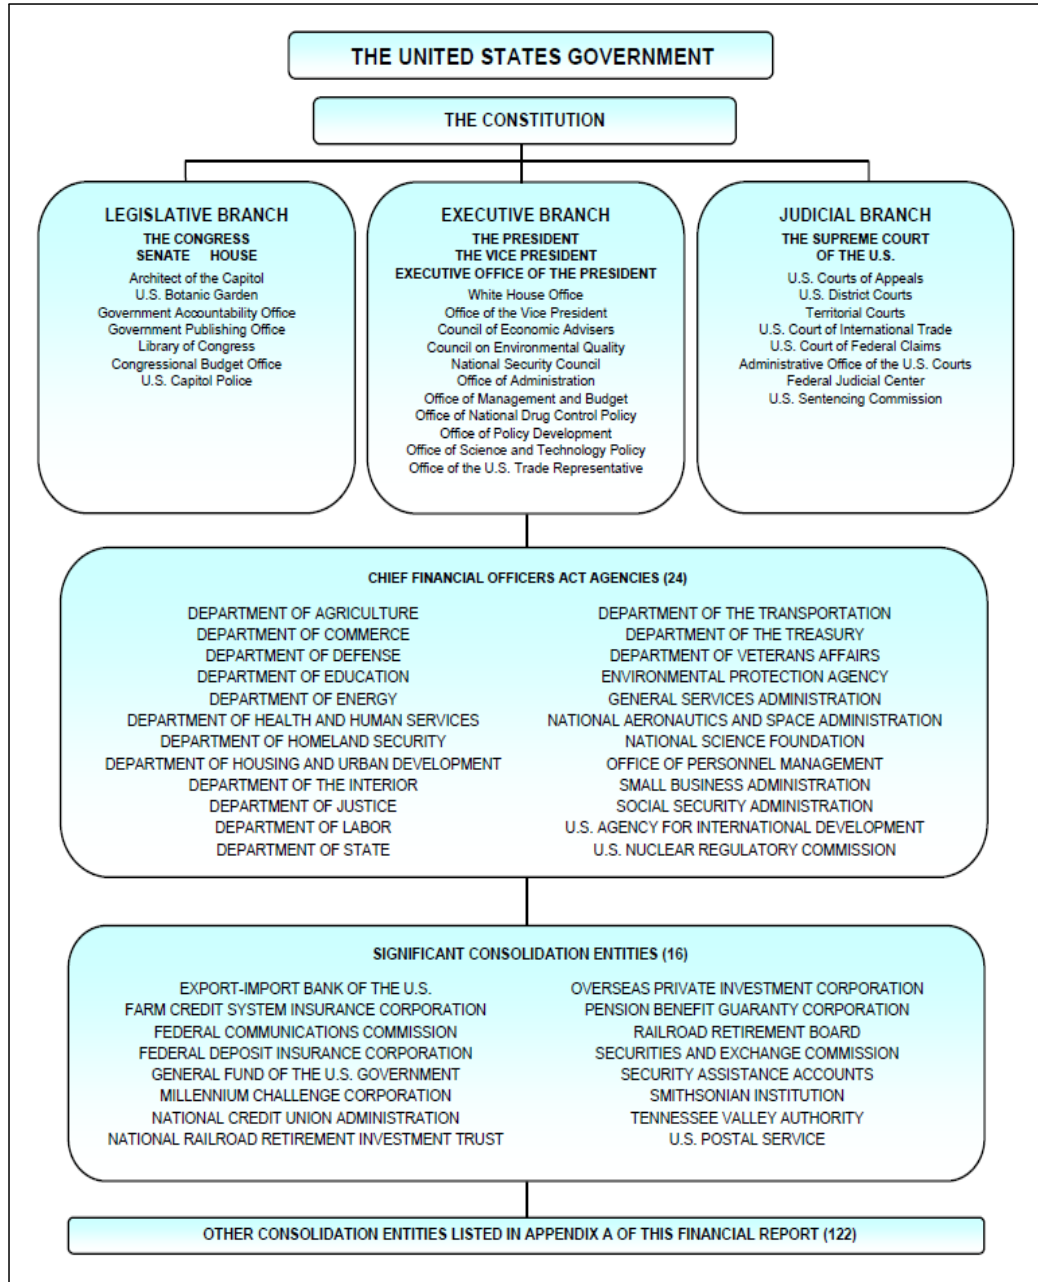 THE UNITED STATES GOVERNMENT
THE CONSTITUTION
LEGISLATIVE BRANCH
THE CONGRESS
SENATE HOUSE
Architect of the Capitol
U.S. Botanic Garden
Government Accountability Office
Government Publishing Office
Library of Congress
Congressional Budget Office
U.S. Capitol Police
EXECUTIVE BRANCH
THE PRESIDENT
THE VICE PRESIDENT
EXECUTIVE OFFICE OF THE PRESIDENT
White House Office
Office of the Vice President
Council of Economic Advisers
Council on Environmental Quality
National Security Council
Office of Administration
Office of Management and Budget
Office of National Drug Control Policy
Office of Policy Development
Office of Science and Technology Policy
Office of the U.S. Trade Representative
JUDICIAL BRANCH
THE SUPREME COURT
OF THE U.S.
U.S. Courts of Appeals
U.S. District Courts
Territorial Courts
U.S. Court of International Trade
U.S. Court of Federal Claims
Administrative Office of the U.S. Courts
Federal Judicial Center
U.S. Sentencing Commission
CHIEF FINANCIAL OFFICERS ACT AGENCIES (24)
DEPARTMENT OF AGRICULTURE
DEPARTMENT OF COMMERCE
DEPARTMENT OF DEFENSE
DEPARTMENT OF EDUCATION
DEPARTMENT OF ENERGY
DEPARTMENT OF HEALTH AND HUMAN SERVICES
DEPARTMENT OF HOMELAND SECURITY
DEPARTMENT OF HOUSING AND URBAN DEVELOPMENT
DEPARTMENT OF THE INTERIOR
DEPARTMENT OF JUSTICE
DEPARTMENT OF LABOR
DEPARTMENT OF STATE
DEPARTMENT OF THE TRANSPORTATION
DEPARTMENT OF THE TREASURY
DEPARTMENT OF VETERANS AFFAIRS
ENVIRONMENTAL PROTECTION AGENCY
GENERAL SERVICES ADMINISTRATION
NATIONAL AERONAUTICS AND SPACE ADMINISTRATION
NATIONAL SCIENCE FOUNDATION
OFFICE OF PERSONNEL MANAGEMENT
SMALL BUSINESS ADMINISTRATION
SOCIAL SECURITY ADMINISTRATION
U.S. AGENCY FOR INTERNATIONAL DEVELOPMENT
U.S. NUCLEAR REGULATORY COMMISSION
SIGNIFICANT CONSOLIDATION ENTITIES (16)
EXPORT-IMPORT BANK OF THE U.S.
FARM CREDIT SYSTEM INSURANCE CORPORATION
FEDERAL COMMUNICATIONS COMMISSION
FEDERAL DEPOSIT INSURANCE CORPORATION
GENERAL FUND OF THE U.S. GOVERNMENT
MILLENNIUM CHALLENGE CORPORATION
NATIONAL CREDIT UNION ADMINISTRATION
NATIONAL RAILROAD RETIREMENT INVESTMENT TRUST
OVERSEAS PRIVATE INVESTMENT CORPORATION
PENSION BENEFIT GUARANTY CORPORATION
RAILROAD RETIREMENT BOARD
SECURITIES AND EXCHANGE COMMISSION
SECURITY ASSISTANCE ACCOUNTS
SMITHSONIAN INSTITUTION
TENNESSEE VALLEY AUTHORITY
U.S. POSTAL SERVICE
OTHER CONSOLIDATION ENTITIES LISTED IN APPENDIX A OF THIS FINANCIAL REPORT (122)